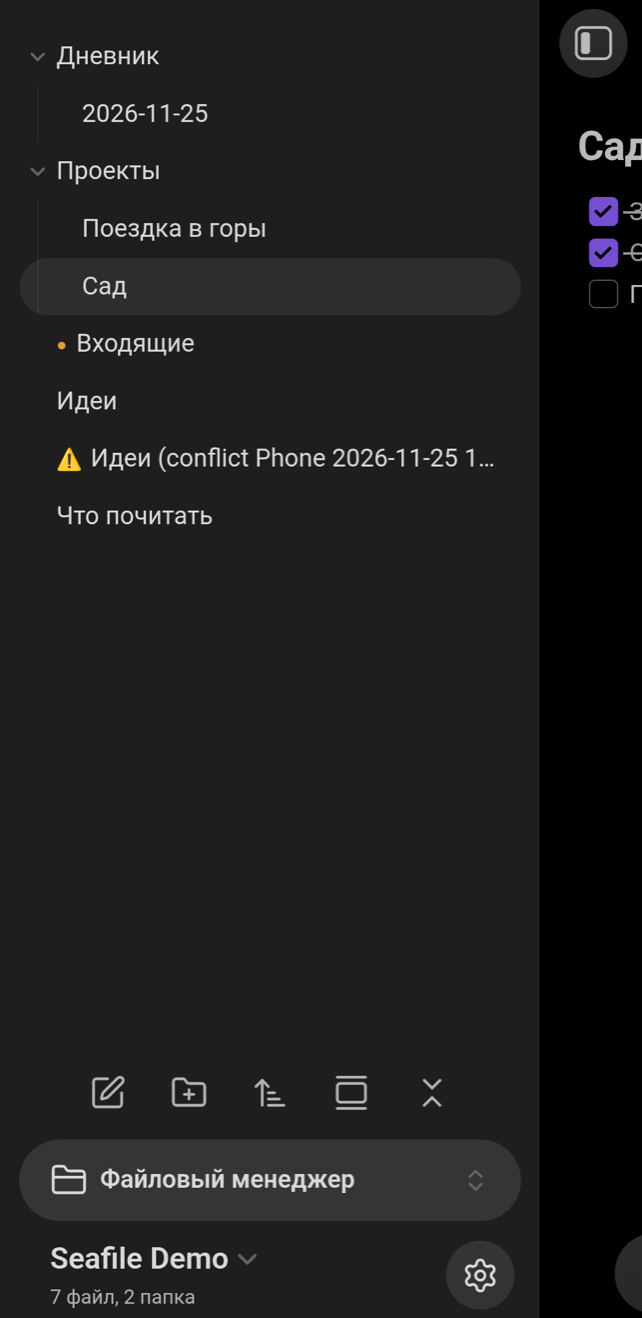 Дневник
2026-11-25
Проекты
Поездка в горы
Сад
Входящие
Идеи
⚠️ Идеи (conflict Phone 2026-11-25 1…
Что почитать
Файловый менеджер
Seafile Demo
7 файл, 2 папка
Сад